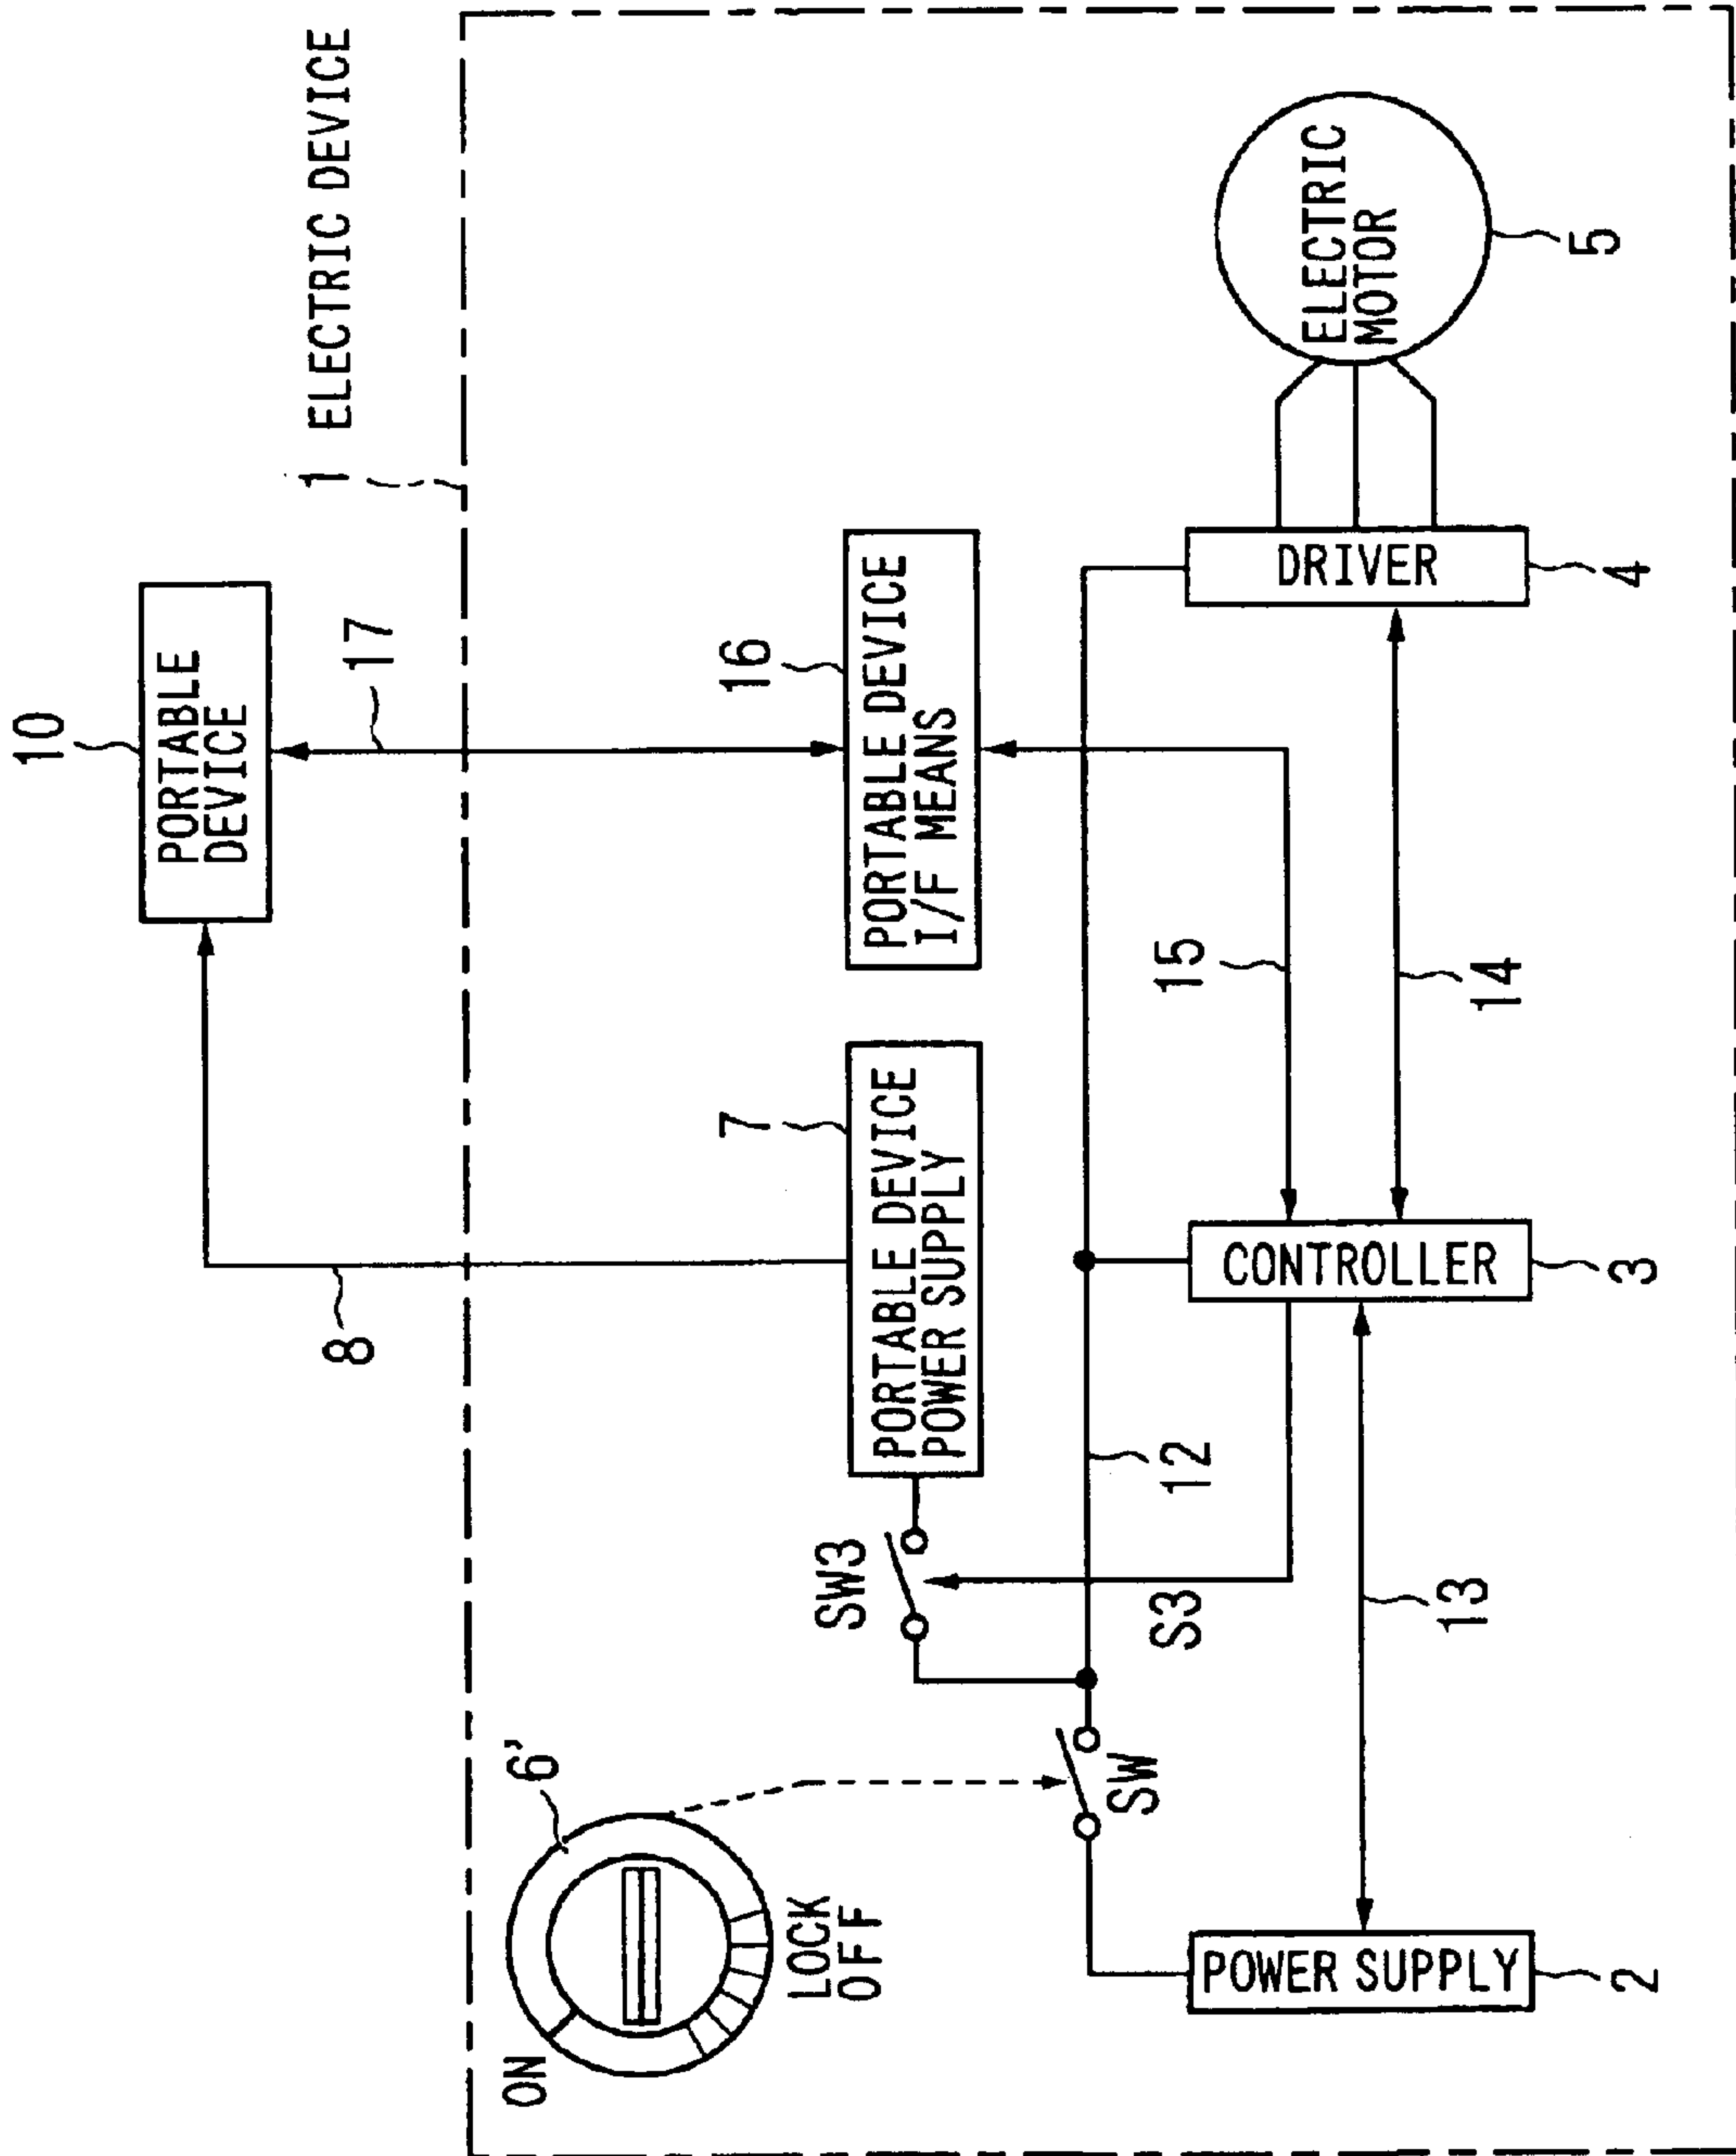 10
PORTABLE
DEVICE
1 ELECTRIC DEVICE
8
17
ON
6'
LOCK
OFF
SW3
7
PORTABLE DEVICE
POWER SUPPLY
16
PORTABLE DEVICE
I/F MEANS
SW
S3
12
15
POWER SUPPLY
2
13
CONTROLLER
3
14
DRIVER
4
ELECTRIC
MOTOR
5